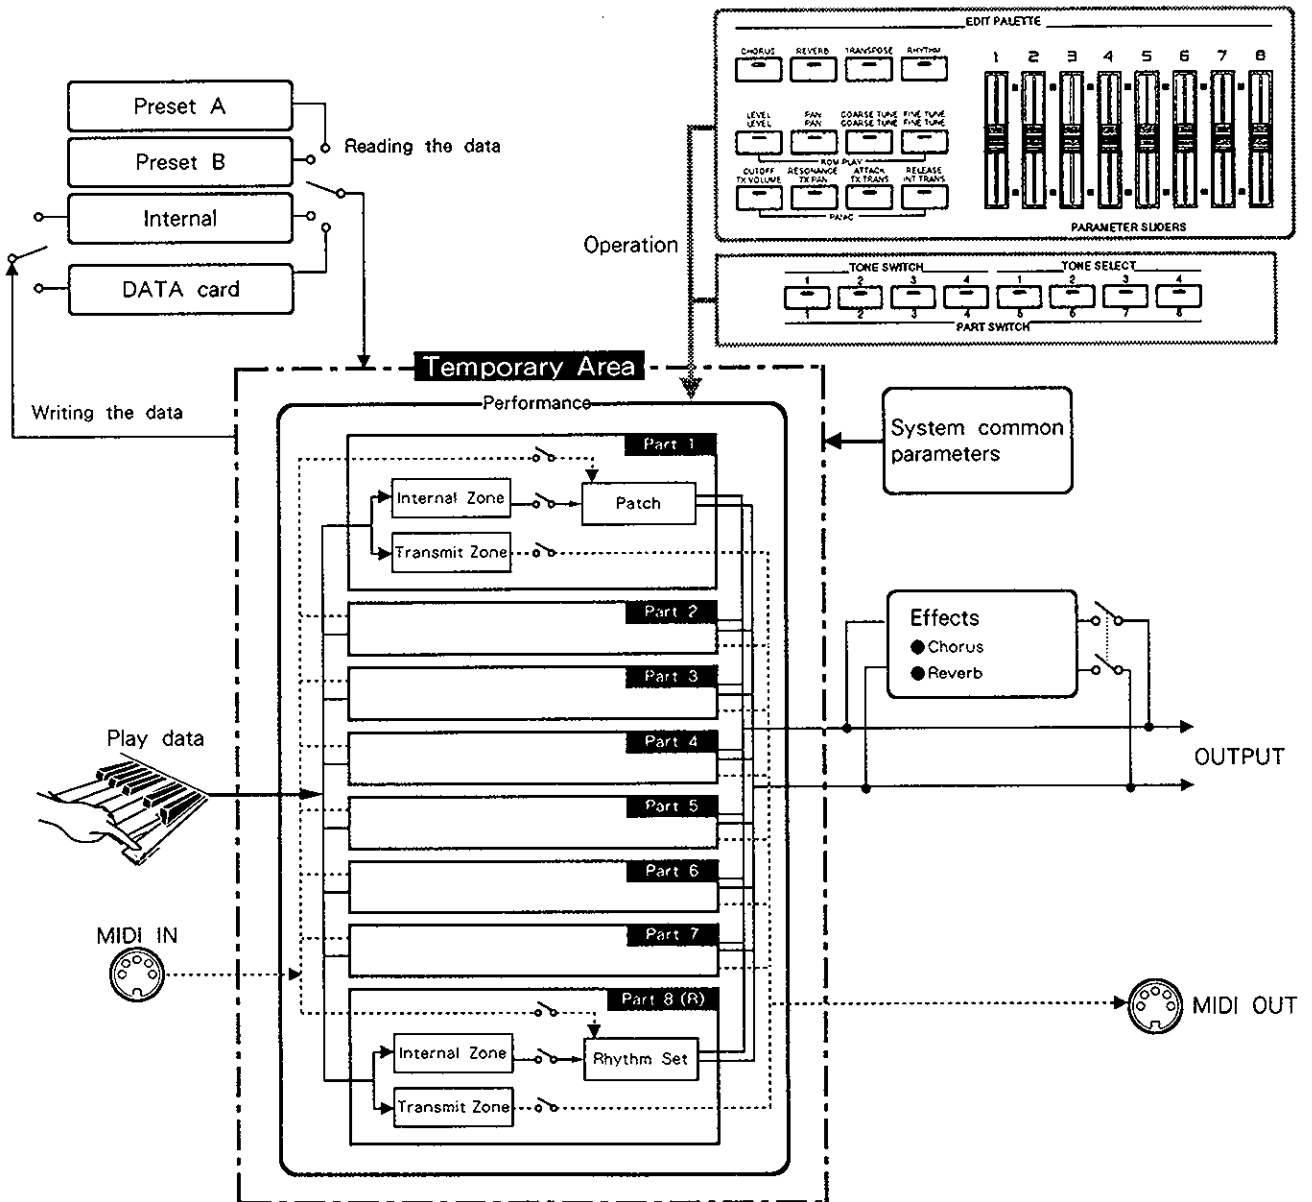 EDIT PALETTE
CHORUS REVERB TRANSPOSE RHYTHM
1 2 3 4 5 6 7 8
LEVEL PAN COARSE TUNE FINE TUNE
LEVEL PAN COARSE TUNE FINE TUNE
ROM PLAY
CUTOFF RESONANCE ATTACK RELEASE
TX VOLUME TX PAN TX TRANS INT TRANS
PANIC
PARAMETER SLIDERS
Preset A
Preset B
Internal
DATA card
Reading the data
Operation
TONE SWITCH TONE SELECT
1 2 3 4 1 2 3 4
1 2 3 4 5 6 7 8
PART SWITCH
Writing the data
Temporary Area
Performance
Part 1
Internal Zone
Patch
Transmit Zone
System common
parameters
Part 2
Part 3
Part 4
Part 5
Part 6
Part 7
Effects
● Chorus
● Reverb
OUTPUT
Play data
MIDI IN
Part 8 (R)
Internal Zone
Rhythm Set
Transmit Zone
MIDI OUT